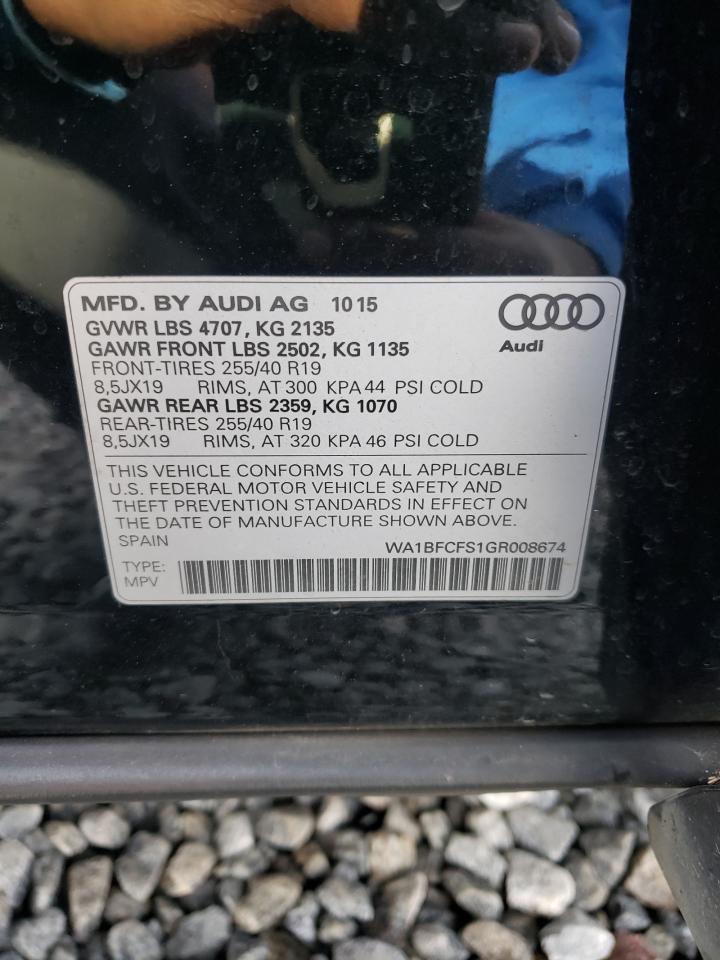 MFD. BY AUDI AG 10 15
GVWR LBS 4707, KG 2135
GAWR FRONT LBS 2502, KG 1135
FRONT-TIRES 255/40 R19
8,5JX19 RIMS, AT 300 KPA 44 PSI COLD
GAWR REAR LBS 2359, KG 1070
REAR-TIRES 255/40 R19
8,5JX19 RIMS, AT 320 KPA 46 PSI COLD
Audi
THIS VEHICLE CONFORMS TO ALL APPLICABLE
U.S. FEDERAL MOTOR VEHICLE SAFETY AND
THEFT PREVENTION STANDARDS IN EFFECT ON
THE DATE OF MANUFACTURE SHOWN ABOVE.
SPAIN WA1BFCFS1GR008674
TYPE:
MPV